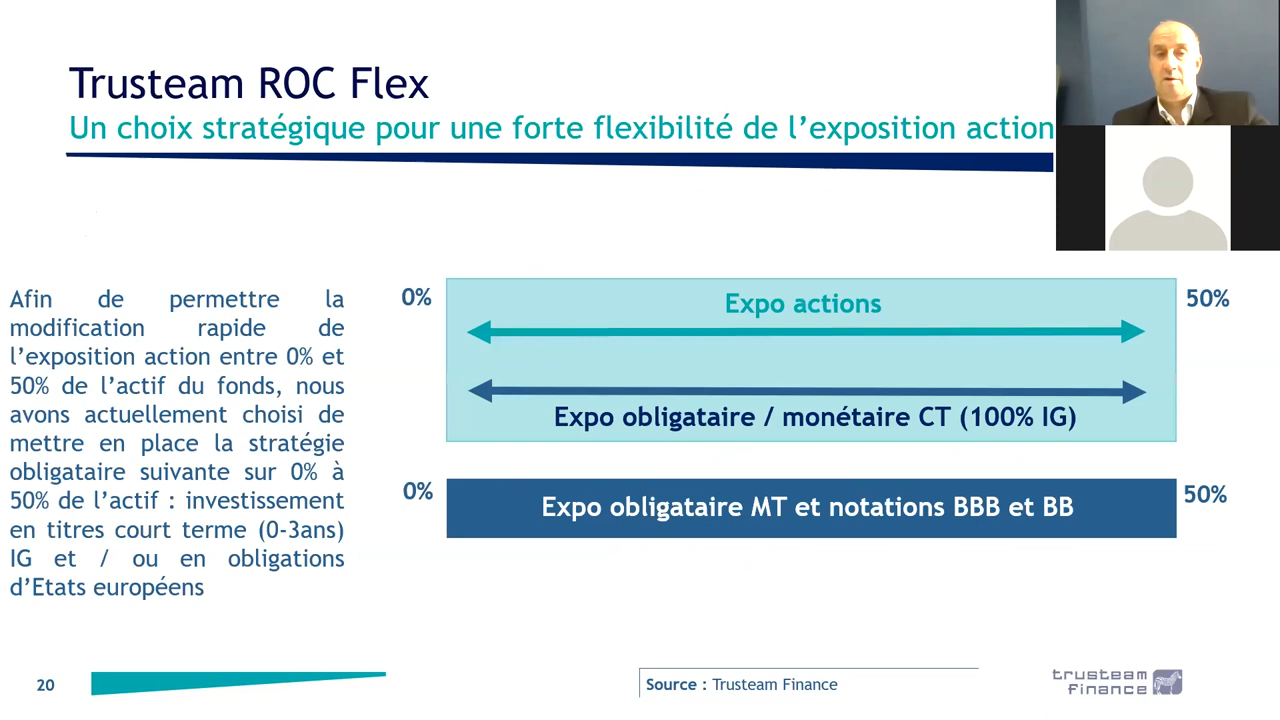 Trusteam ROC Flex
Un choix stratégique pour une forte flexibilité de l’exposition action
Afin de permettre la
modification rapide de
l’exposition action entre 0% et
50% de l’actif du fonds, nous
avons actuellement choisi de
mettre en place la stratégie
obligataire suivante sur 0% à
50% de l’actif : investissement
en titres court terme (0-3ans)
IG et / ou en obligations
d’Etats européens
0%
Expo actions
50%
Expo obligataire / monétaire CT (100% IG)
0%
Expo obligataire MT et notations BBB et BB
50%
20
Source : Trusteam Finance
trusteam
finance